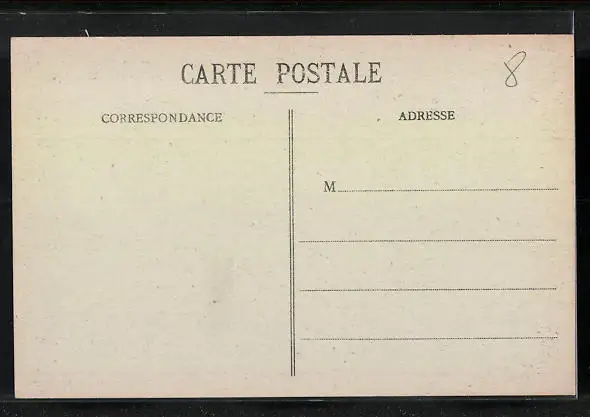 CARTE POSTALE
8
CORRESPONDANCE
ADRESSE
M